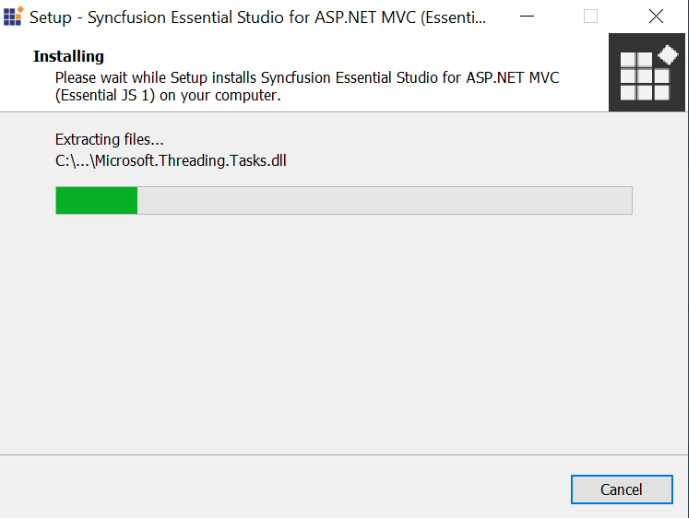 Setup - Syncfusion Essential Studio for ASP.NET MVC (Essenti...
Installing
Please wait while Setup installs Syncfusion Essential Studio for ASP.NET MVC
(Essential JS 1) on your computer.
Extracting files...
C:\...\Microsoft.Threading.Tasks.dll
Cancel